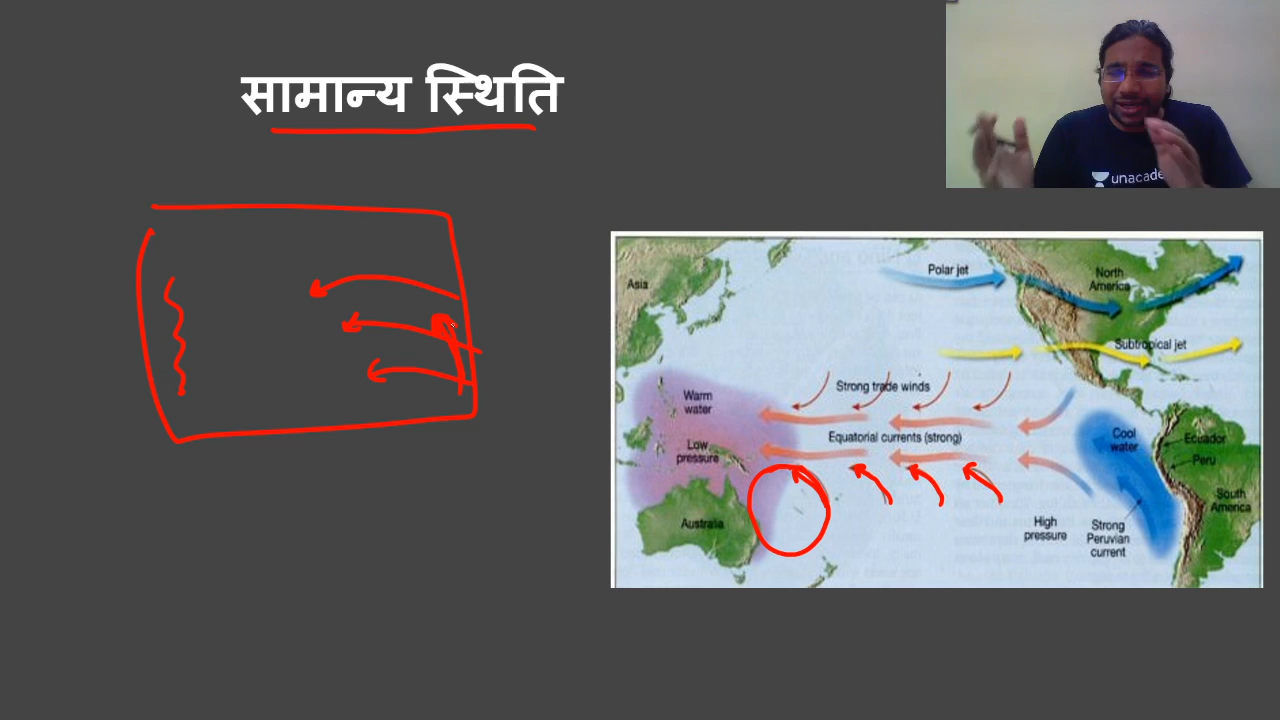 सामान्य स्थिति
unacade
Polar jet
North
America
Asia
Subtropical jet
Strong trade winds
Warm
water
Equatorial currents (strong)
Cool
water
Ecuador
Low
pressure
Peru
South
America
Australia
High
pressure
Strong
Peruvian
current